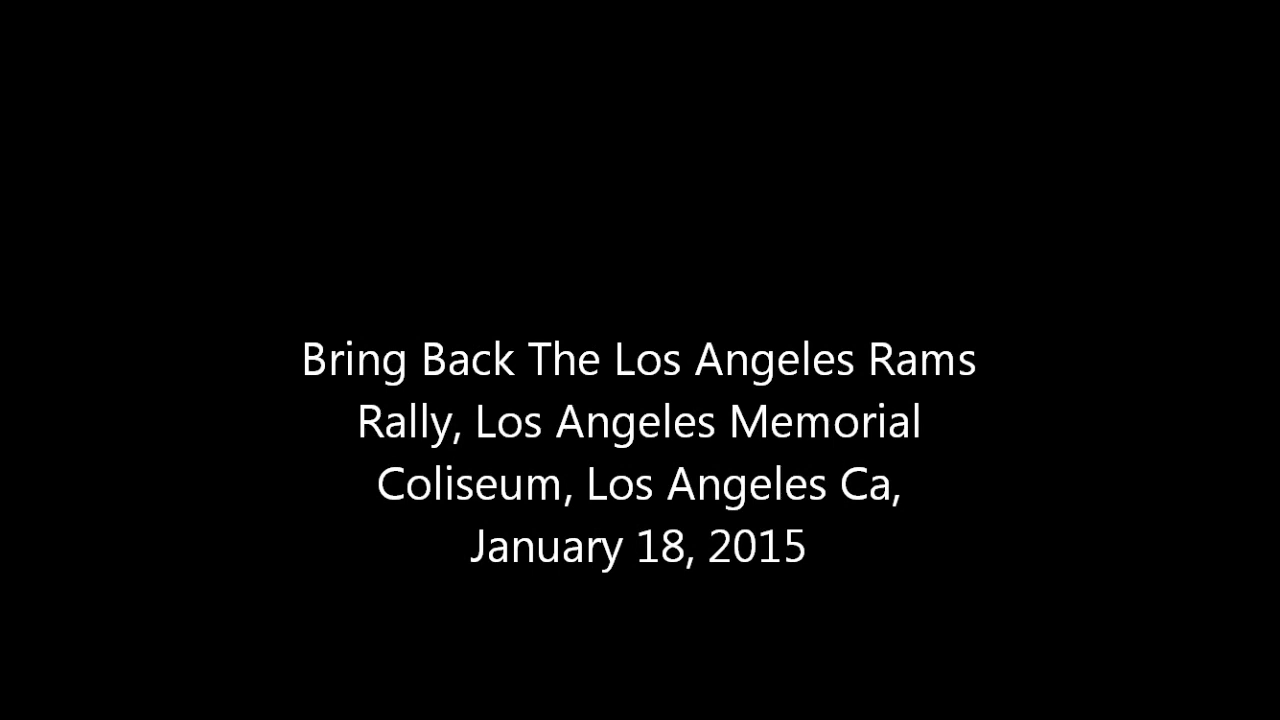 Bring Back The Los Angeles Rams
Rally, Los Angeles Memorial
Coliseum, Los Angeles Ca,
January 18, 2015